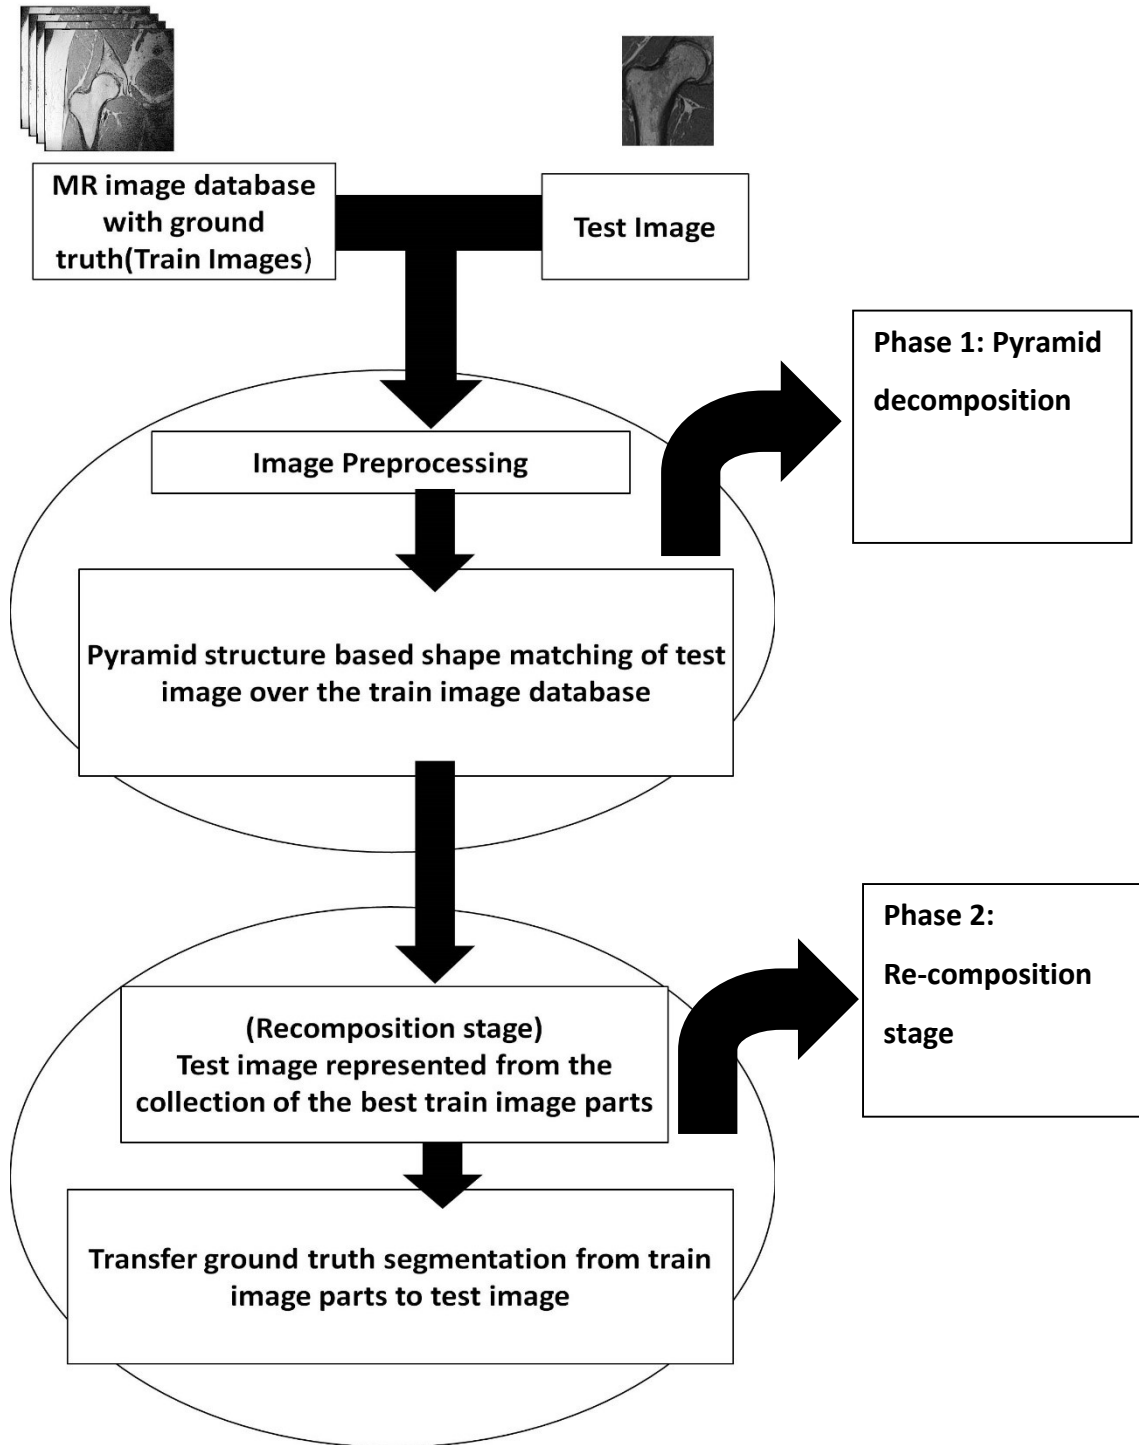 MR image database
with ground
truth(Train Images)
Test Image
Phase 1: Pyramid
decomposition
Image Preprocessing
Pyramid structure based shape matching of test
image over the train image database
Phase 2:
Re-composition
stage
(Recomposition stage)
Test image represented from the
collection of the best train image parts
Transfer ground truth segmentation from train
image parts to test image